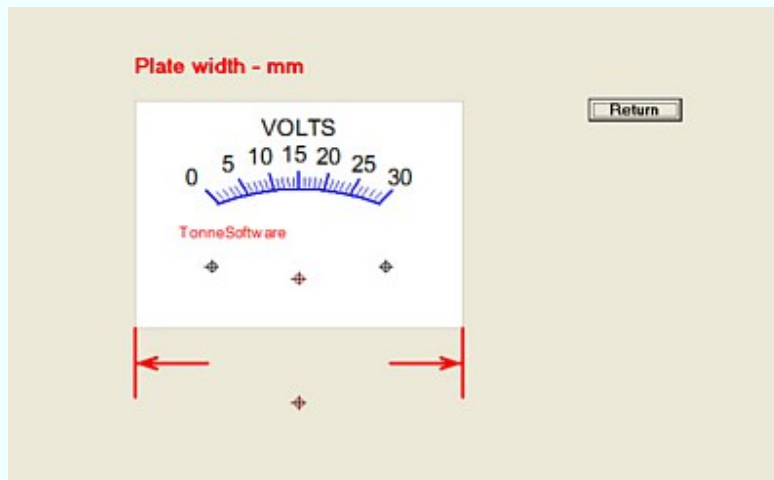 Plate width - mm
Return
VOLTS
0 5 10 15 20 25 30
TonneSoftware